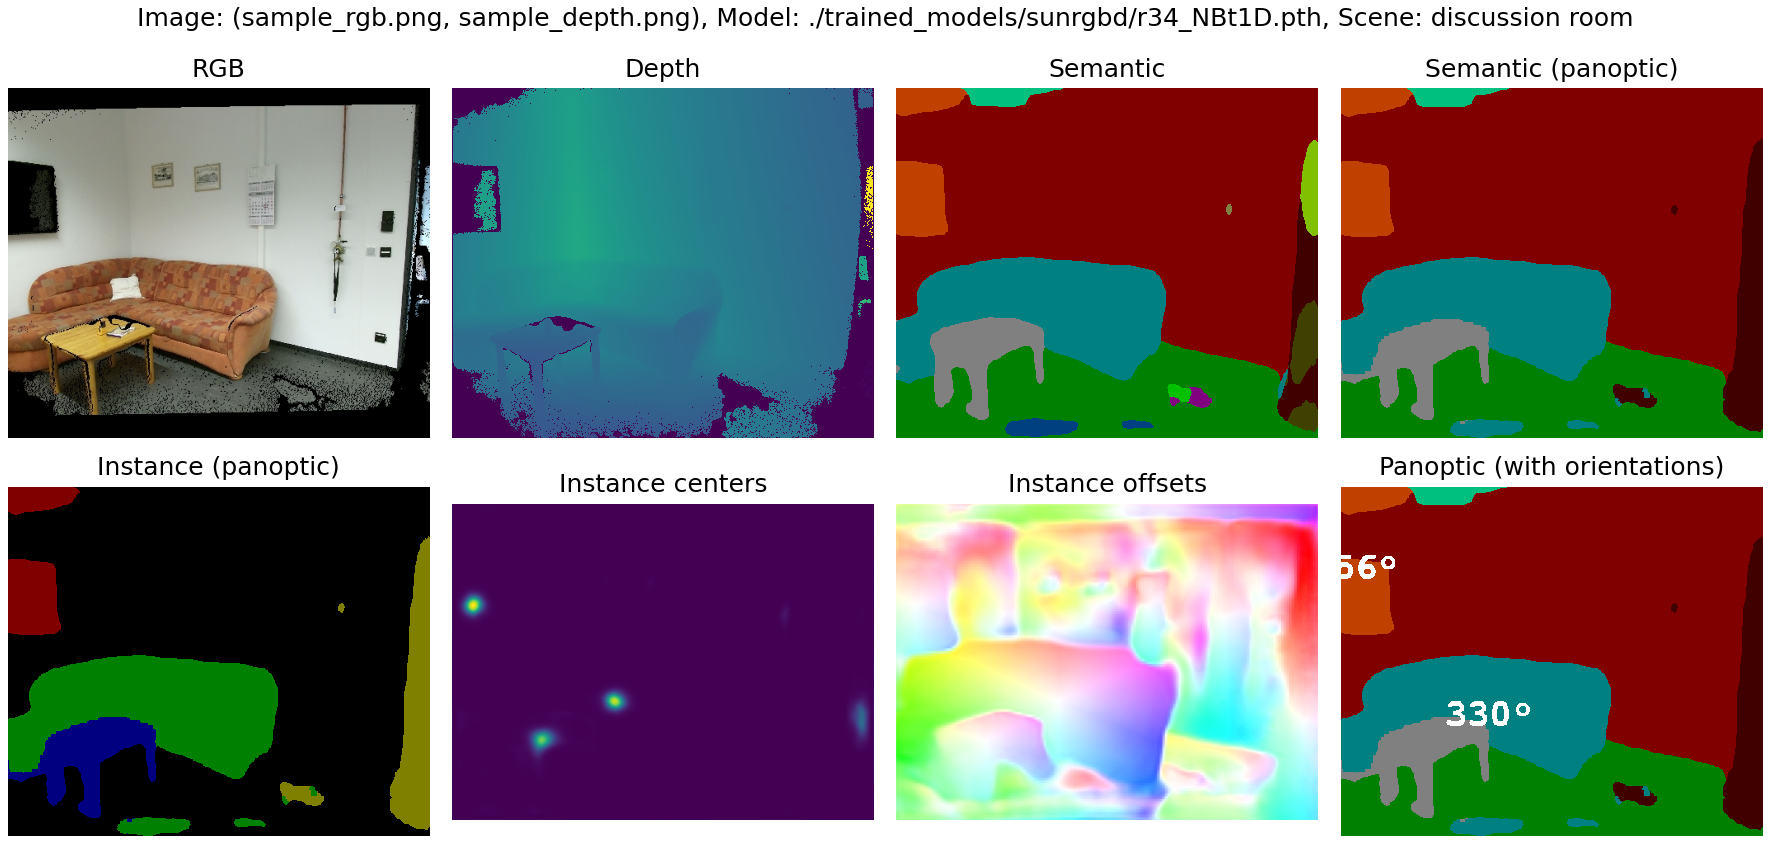 Image: (sample_rgb.png, sample_depth.png), Model: ./trained_models/sunrgbd/r34_NBt1D.pth, Scene: discussion room
RGB
Depth
Semantic
Semantic (panoptic)
Instance (panoptic)
Instance centers
Instance offsets
Panoptic (with orientations)
56°
330°